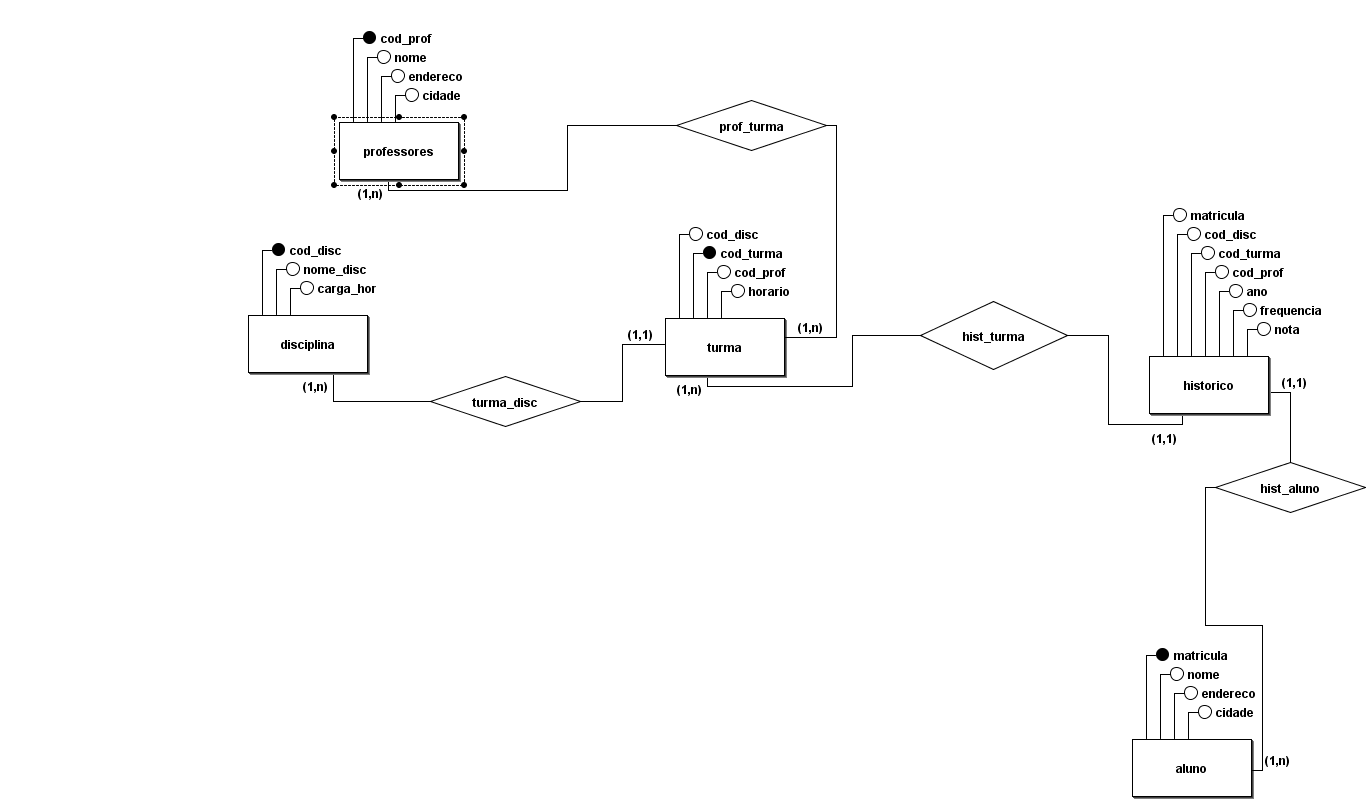 cod_prof
nome
endereco
cidade
professores
(1,n)
prof_turma
cod_disc
nome_disc
carga_hor
disciplina
(1,n)
turma_disc
(1,1)
cod_disc
cod_turma
cod_prof
horario
turma
(1,n)
(1,n)
hist_turma
matricula
cod_disc
cod_turma
cod_prof
ano
frequencia
nota
historico
(1,1)
(1,1)
hist_aluno
matricula
nome
endereco
cidade
aluno
(1,n)